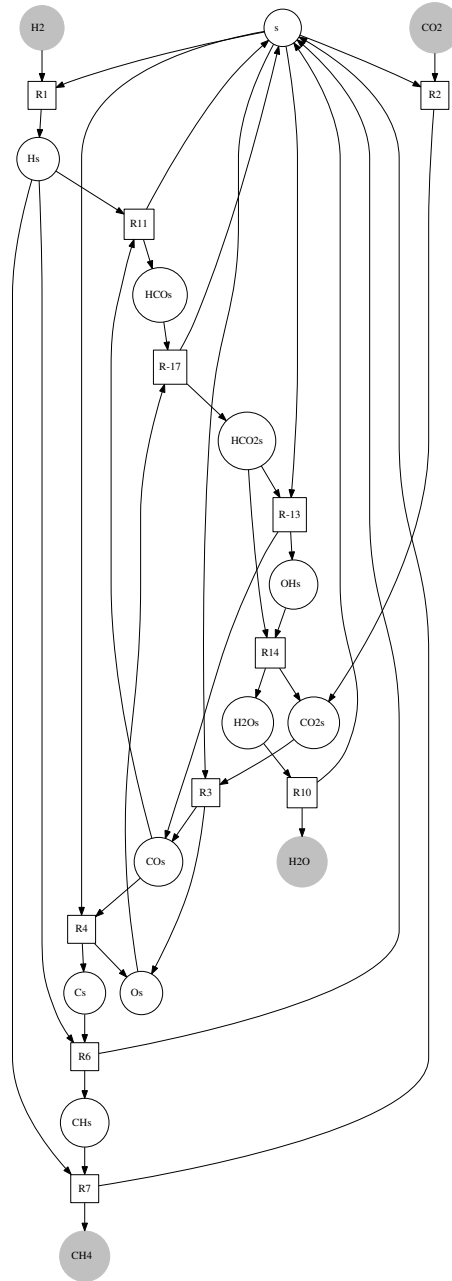 H2
s
CO2
R1
R2
Hs
R11
HCOs
R-17
HCO2s
R-13
OHs
R14
H2Os
CO2s
R3
R10
COs
H2O
R4
Cs
Os
R6
CHs
R7
CH4